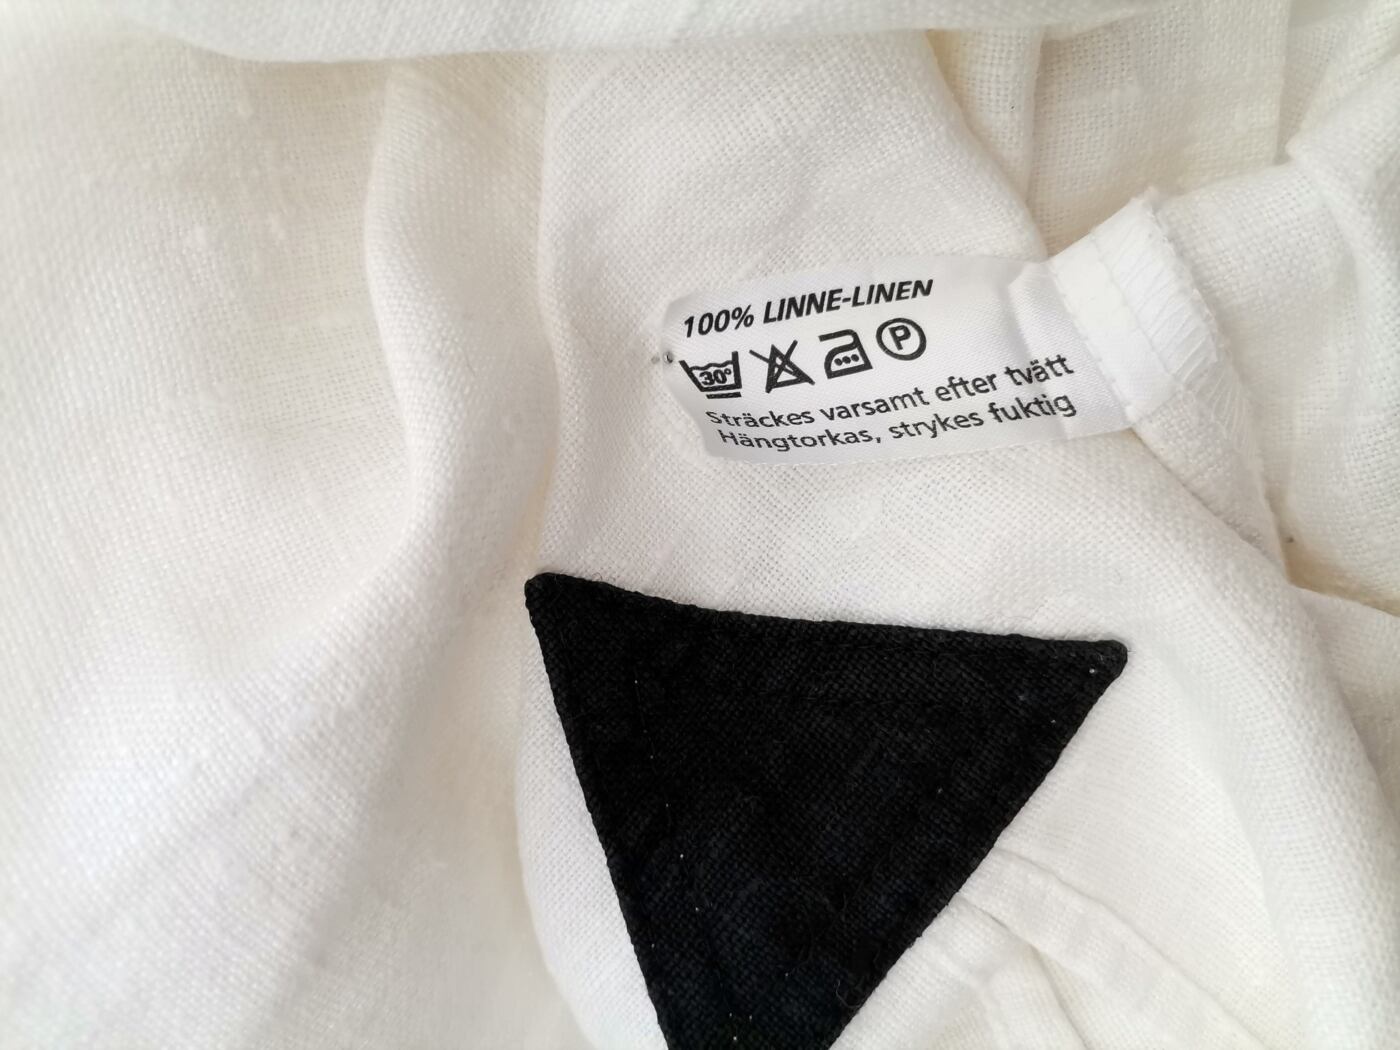 100% LINNE-LINEN
30° P
Sträckes varsamt efter tvätt
Hängtorkas, strykes fuktig